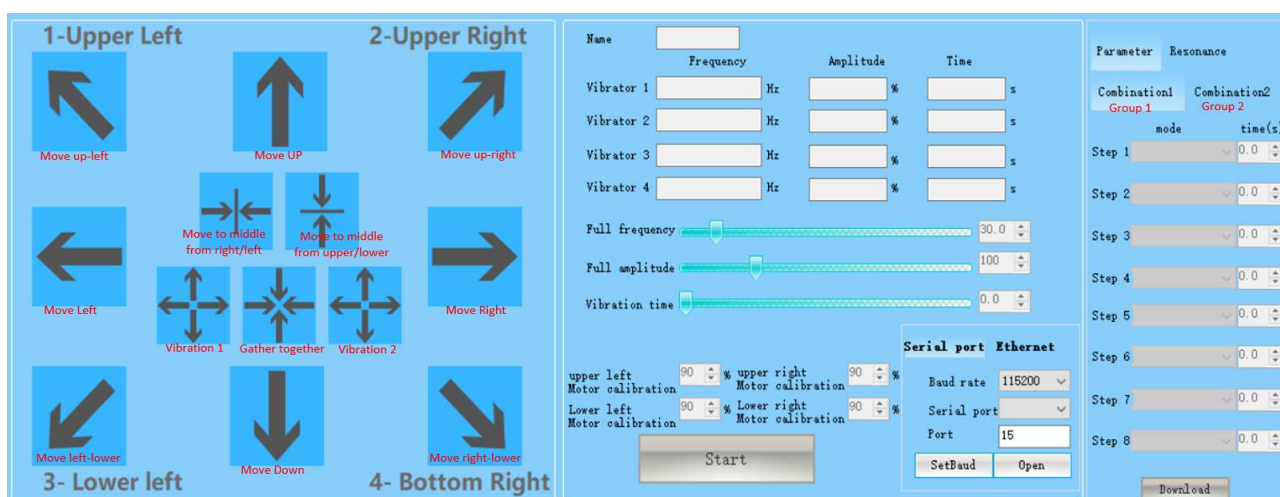 1-Upper Left
2-Upper Right
Move up-left
Move UP
Move up-right
Move to middle
from right/left
Move to middle
from upper/lower
Move Left
Move Right
Vibration 1
Gather together
Vibration 2
Move left-lower
Move Down
Move right-lower
3- Lower left
4- Bottom Right
Name
Frequency
Amplitude
Time
Vibrator 1
Hz
%
s
Vibrator 2
Hz
%
s
Vibrator 3
Hz
%
s
Vibrator 4
Hz
%
s
Full frequency
30.0
Full amplitude
100
Vibration time
0.0
upper left
Motor calibration
90
%
upper right
Motor calibration
90
%
Lower left
Motor calibration
90
%
Lower right
Motor calibration
90
%
Start
Serial port
Ethernet
Baud rate
115200
Serial port
Port
15
SetBaud
Open
Parameter
Resonance
Combination1
Combination2
Group 1
Group 2
mode
time(s)
Step 1
0.0
Step 2
0.0
Step 3
0.0
Step 4
0.0
Step 5
0.0
Step 6
0.0
Step 7
0.0
Step 8
0.0
Download